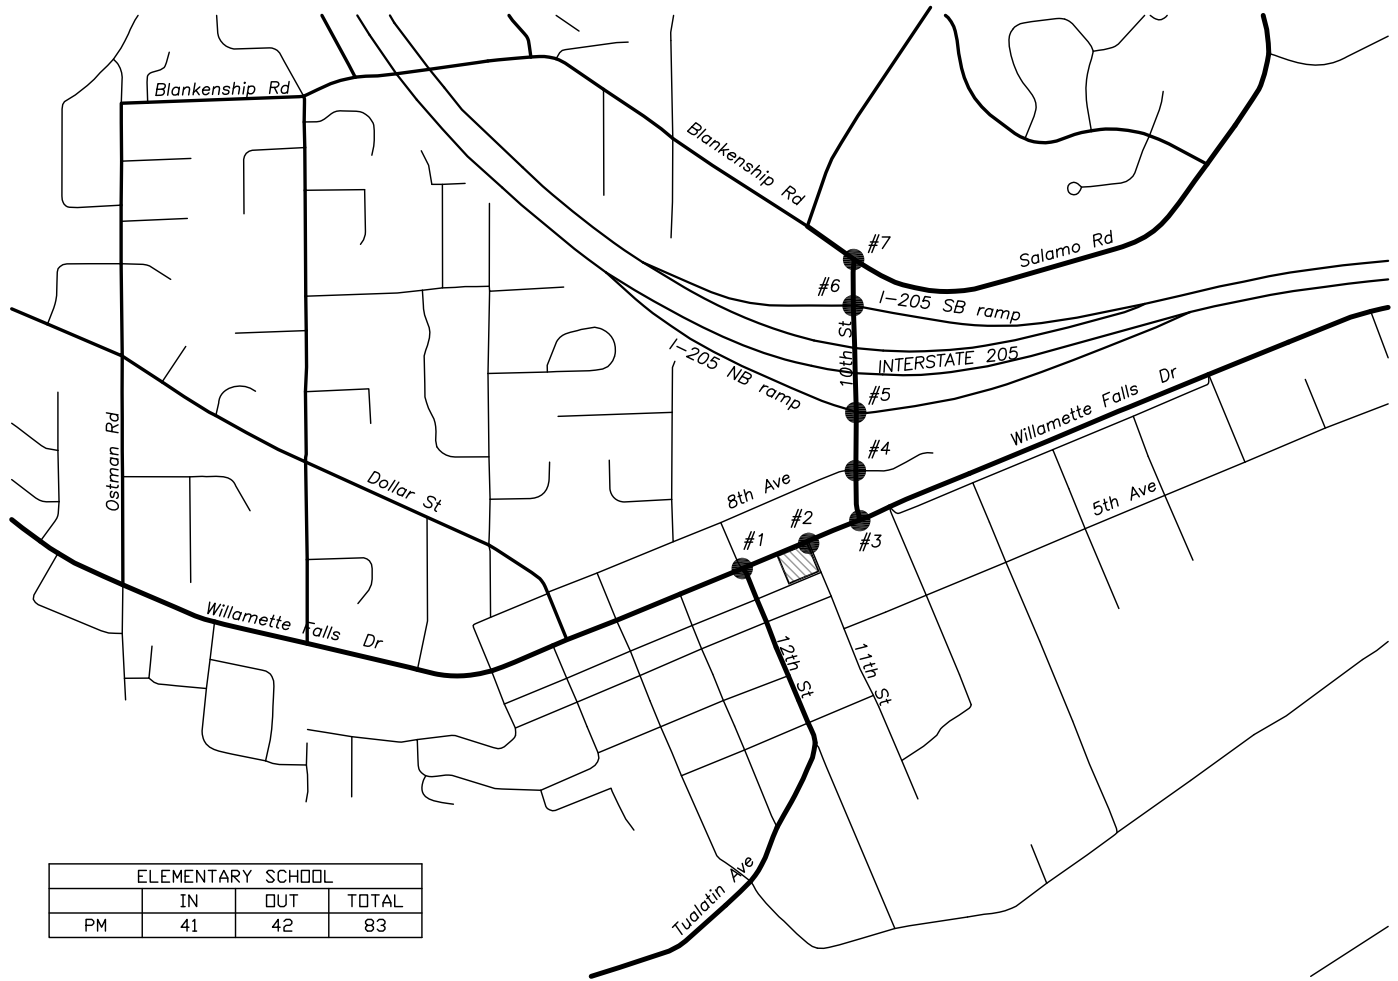 Blankenship Rd
Blankenship Rd
#7
Salamo Rd
#6
I-205 SB ramp
10th St
INTERSTATE 205
I-205 NB ramp
#5
Willamette Falls Dr
Ostman Rd
Dollar St
#4
8th Ave
5th Ave
#2
#1
#3
Willamette Falls Dr
12th St
11th St
Tualatin Ave
ELEMENTARY SCHOOL
IN OUT TOTAL
PM 41 42 83